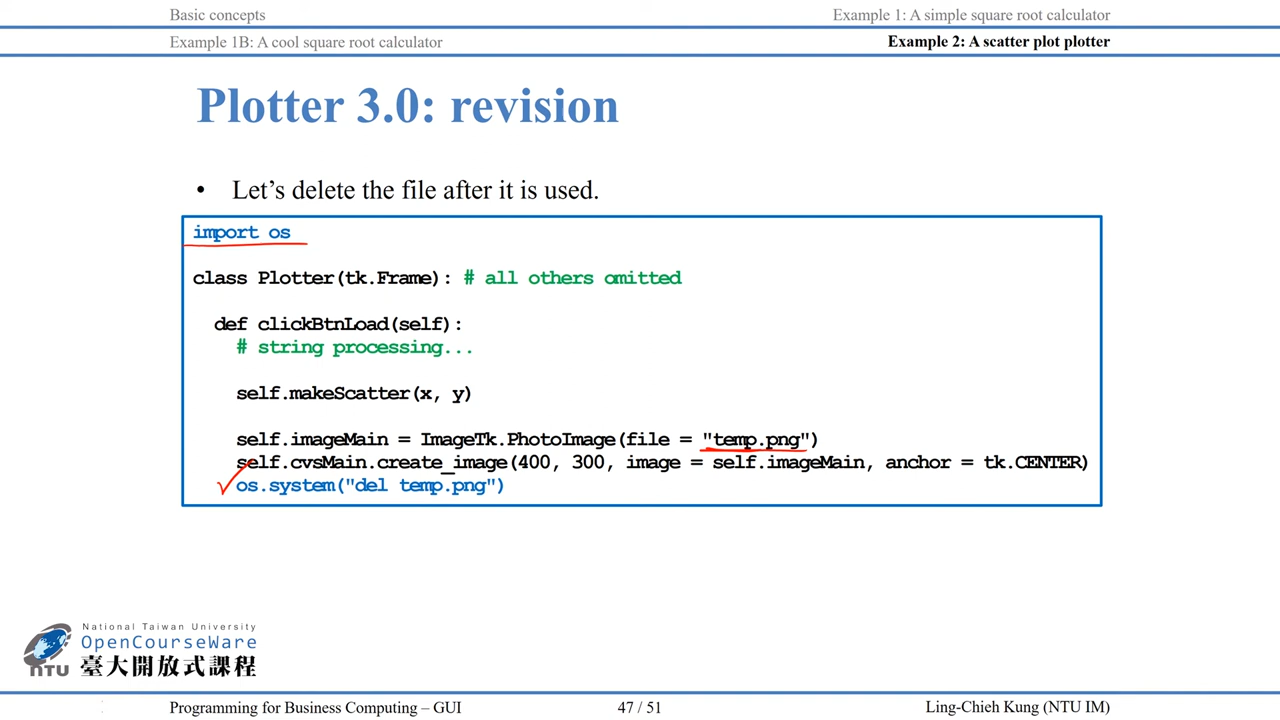 Basic concepts
Example 1: A simple square root calculator
Example 1B: A cool square root calculator
Example 2: A scatter plot plotter
Plotter 3.0: revision
• Let's delete the file after it is used.
import os
class Plotter(tk.Frame): # all others omitted
def clickBtnLoad(self):
# string processing...
self.makeScatter(x, y)
self.imageMain = ImageTk.PhotoImage(file = "temp.png")
self.cvsMain.create_image(400, 300, image = self.imageMain, anchor = tk.CENTER)
os.system("del temp.png")
National Taiwan University
OpenCourseWare
NTU 臺大開放式課程
Programming for Business Computing – GUI
47 / 51
Ling-Chieh Kung (NTU IM)